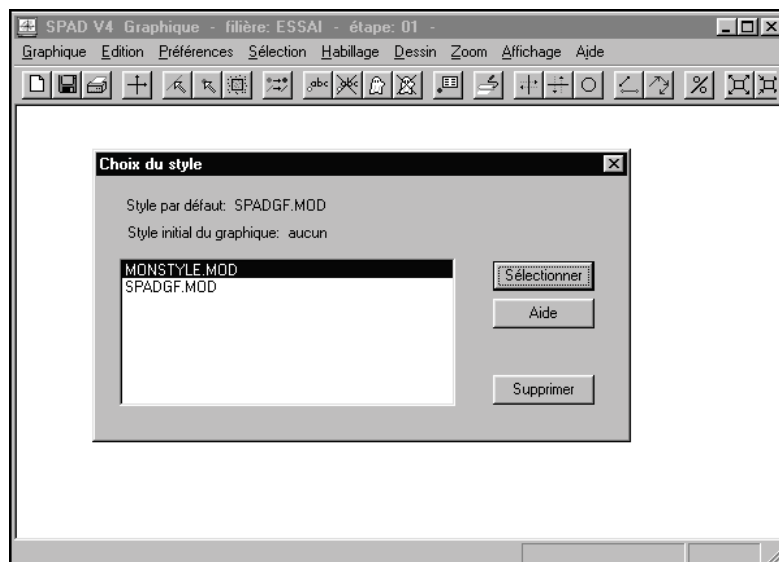 SPAD V4 Graphique - filière: ESSAI - étape: 01 -
Graphique Edition Préférences Sélection Habillage Dessin Zoom Affichage Aide
abc abc %
Choix du style
Style par défaut: SPADGF.MOD
Style initial du graphique: aucun
MONSTYLE.MOD
SPADGF.MOD
Sélectionner
Aide
Supprimer